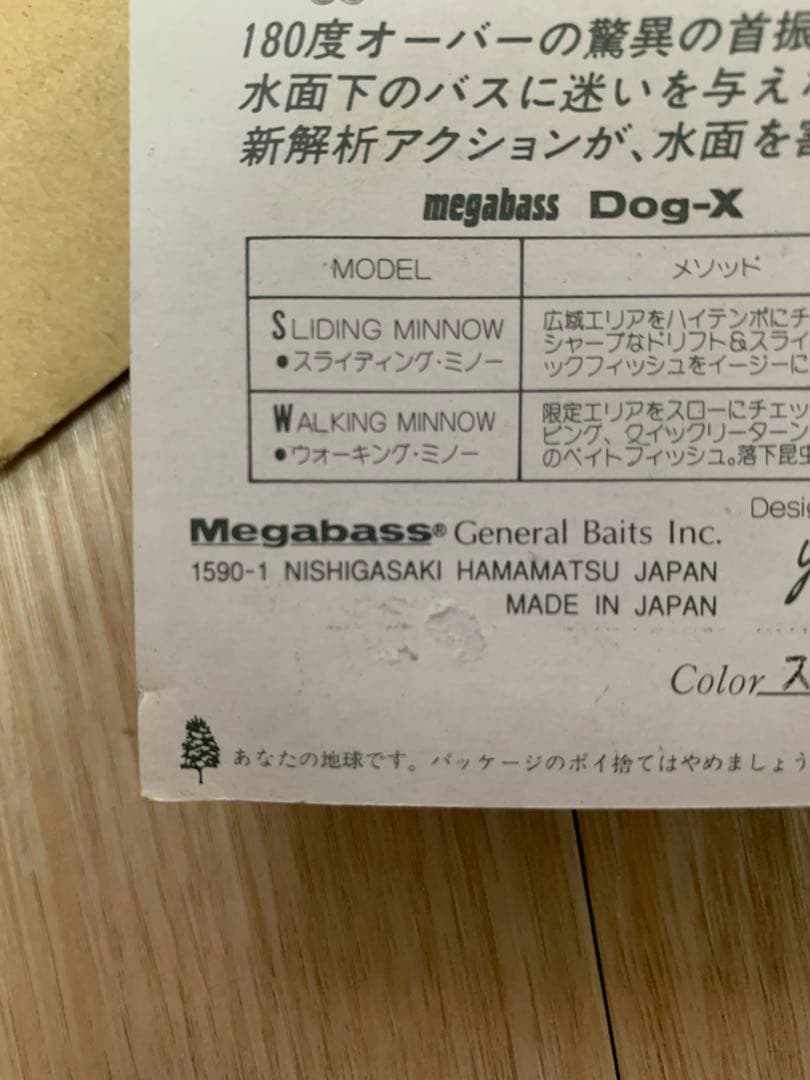 180度オーバーの驚異の首振
水面下のバスに迷いを与え
新解析アクションが、水面を
megabass Dog-X
MODEL メソッド
SLIDING MINNOW
•スライディング・ミノー
広域エリアをハイテンポにチ
シャープなドリフト&スライ
ックフィッシュをイージーに
WALKING MINNOW
•ウォーキング・ミノー
限定エリアをスローにチェッ
ピング、クイックリーターン
のベイトフィッシュ。落下昆虫
Desig
Megabass® General Baits Inc.
1590-1 NISHIGASAKI HAMAMATSU JAPAN
MADE IN JAPAN
Color ス
あなたの地球です。パッケージのポイ捨てはやめましょう